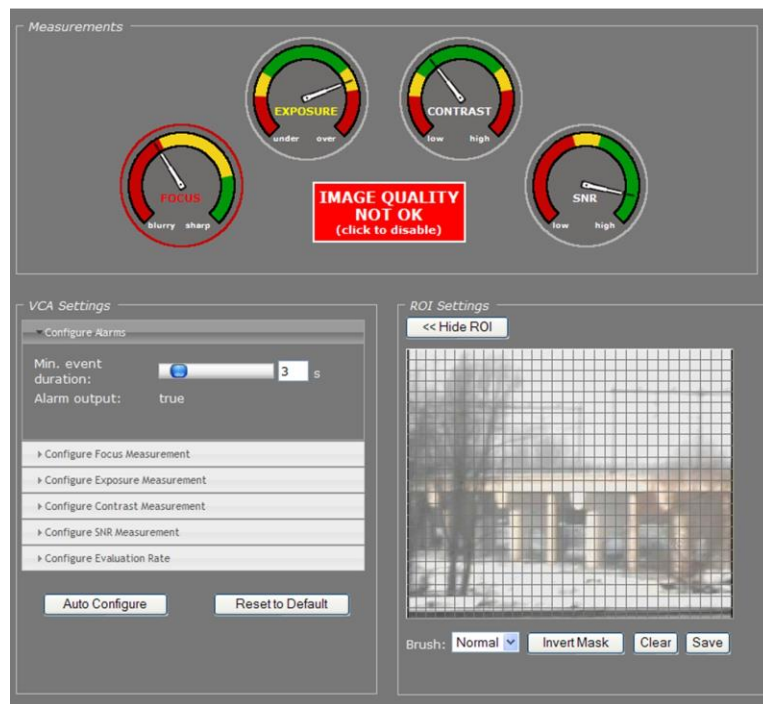 Measurements
EXPOSURE
under over
CONTRAST
low high
FOCUS
blurry sharp
IMAGE QUALITY
NOT OK
(click to disable)
SNR
low high
VCA Settings
Configure Alarms
Min. event
duration:
3 s
Alarm output: true
Configure Focus Measurement
Configure Exposure Measurement
Configure Contrast Measurement
Configure SNR Measurement
Configure Evaluation Rate
Auto Configure Reset to Default
ROI Settings
<< Hide ROI
Brush: Normal Invert Mask Clear Save